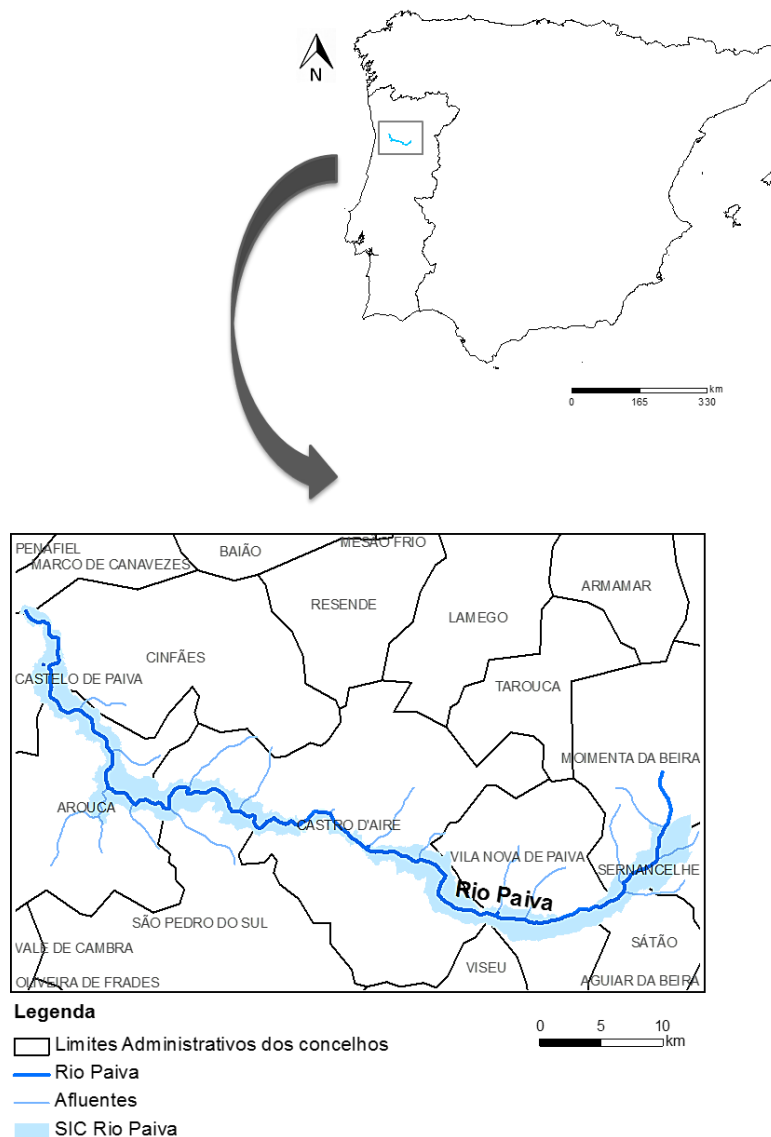 N
km
0 165 330
PENAFIEL
MARCO DE CANAVEZES
BAIÃO
MESÃO FRIO
ARMAMAR
RESENDE
LAMEGO
CINFÃES
CASTELO DE PAIVA
TAROUCA
MOIMENTA DA BEIRA
AROUCA
CASTRO D'AIRE
VILA NOVA DE PAIVA
SERNANCELHE
Rio Paiva
SÃO PEDRO DO SUL
VALE DE CAMBRA
SÁTÃO
VISEU
OLIVEIRA DE FRADES
AGUIAR DA BEIRA
Legenda
0 5 10
km
Limites Administrativos dos concelhos
Rio Paiva
Afluentes
SIC Rio Paiva